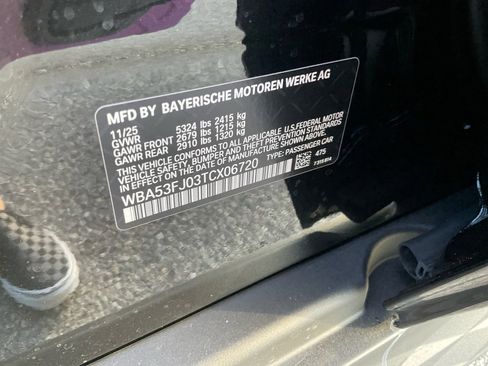 MFD BY BAYERISCHE MOTOREN WERKE AG
11/25
GVWR 5324 lbs 2415 kg
GAWR FRONT 2679 lbs 1215 kg
GAWR REAR 2910 lbs 1320 kg
THIS VEHICLE CONFORMS TO ALL APPLICABLE U.S. FEDERAL MOTOR
VEHICLE SAFETY, BUMPER AND THEFT PREVENTION STANDARDS
IN EFFECT ON THE DATE OF MANUFACTURE SHOWN ABOVE.
WBA53FJ03TCX06720 TYPE: PASSENGER CAR
475